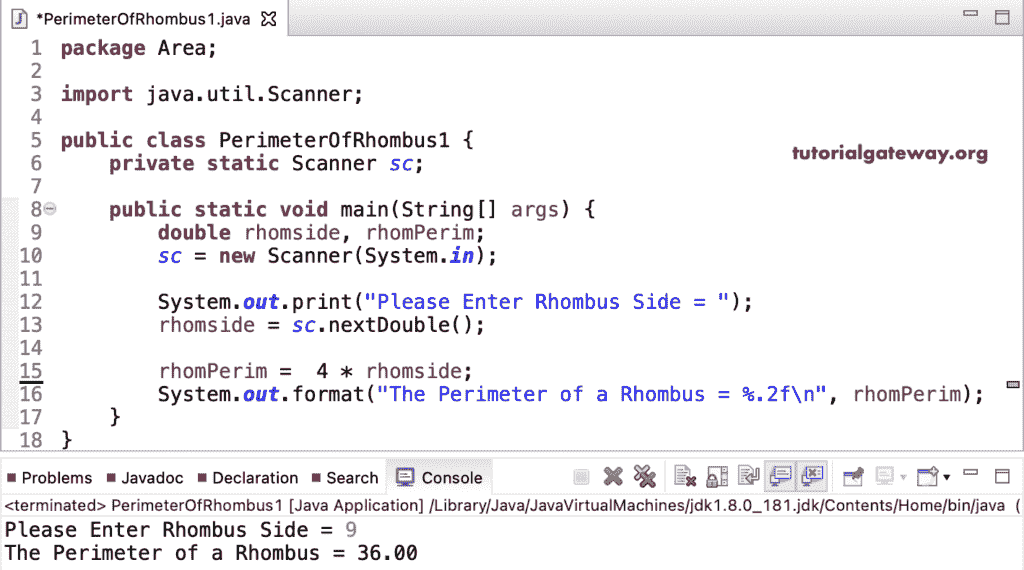 *PerimeterOfRhombus1.java
1 package Area;
2
3 import java.util.Scanner;
4
5 public class PerimeterOfRhombus1 {
6     private static Scanner sc;
tutorialgateway.org
7
8     public static void main(String[] args) {
9         double rhomside, rhomPerim;
10         sc = new Scanner(System.in);
11
12         System.out.print("Please Enter Rhombus Side = ");
13         rhomside = sc.nextDouble();
14
15         rhomPerim =  4 * rhomside;
16         System.out.format("The Perimeter of a Rhombus = %.2f\n", rhomPerim);
17     }
18 }
Problems Javadoc Declaration Search Console
<terminated> PerimeterOfRhombus1 [Java Application] /Library/Java/JavaVirtualMachines/jdk1.8.0_181.jdk/Contents/Home/bin/java (
Please Enter Rhombus Side = 9
The Perimeter of a Rhombus = 36.00